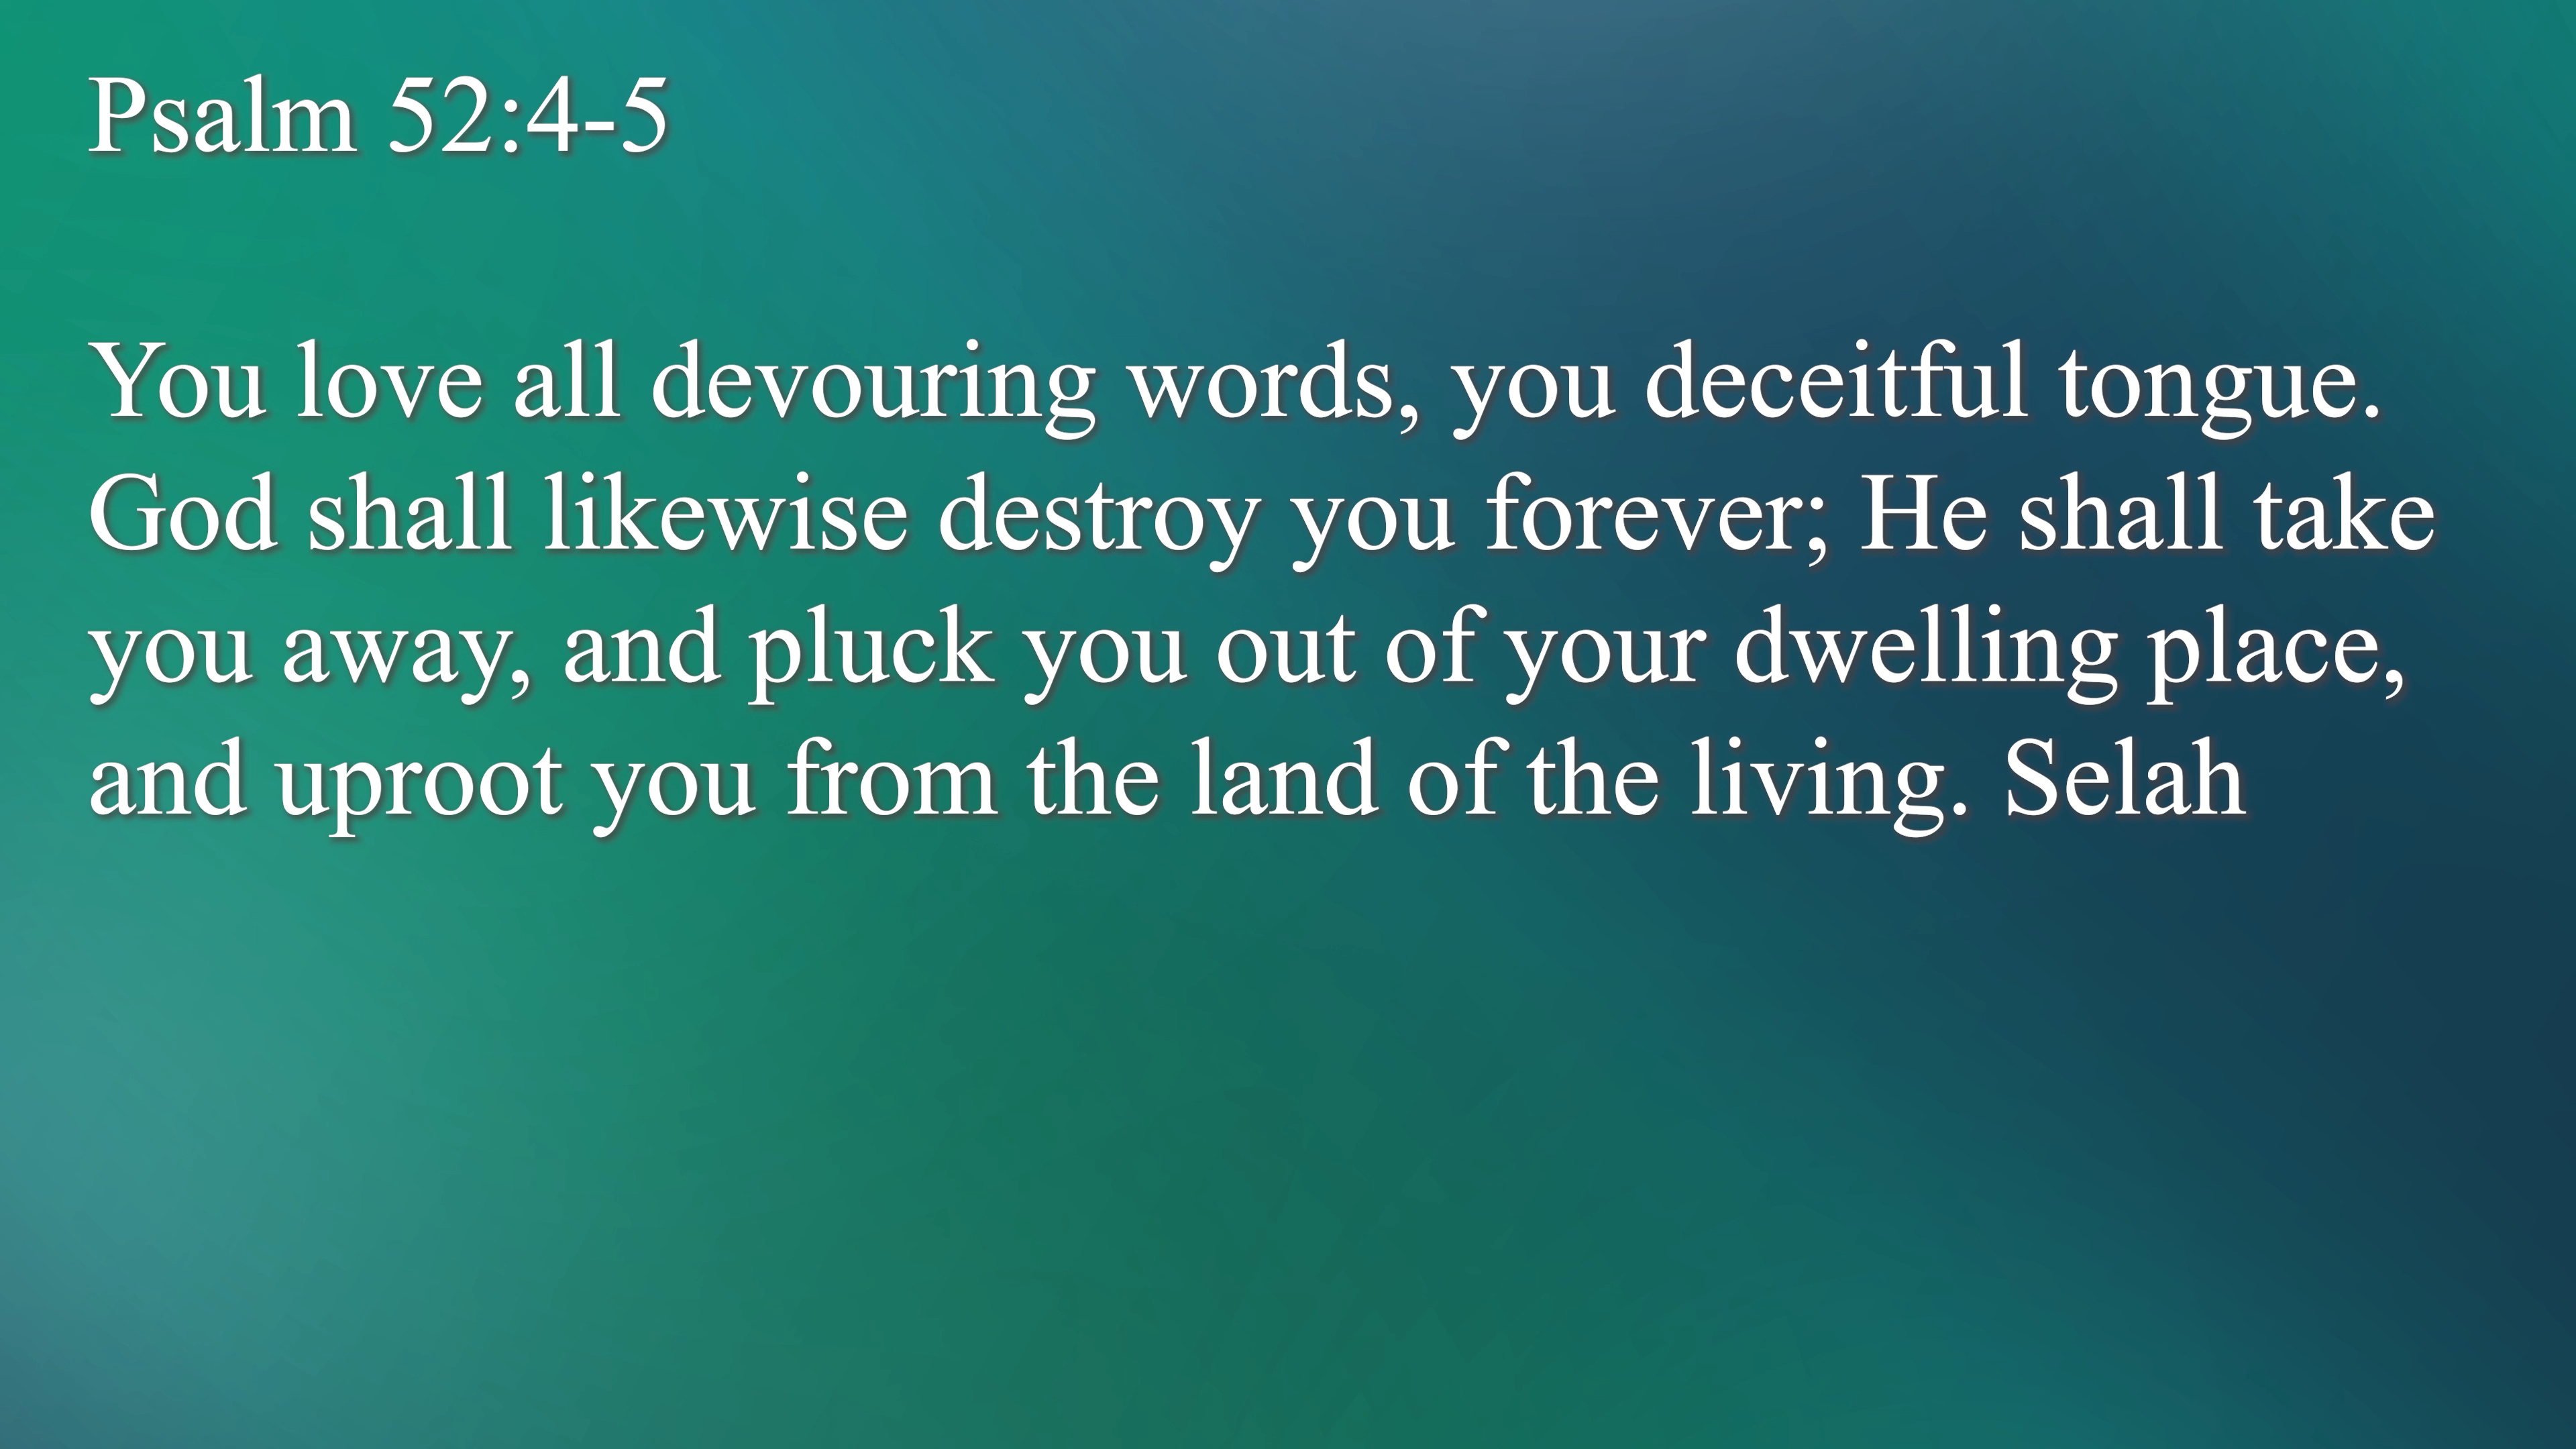 Psalm 52:4-5
You love all devouring words, you deceitful tongue.
God shall likewise destroy you forever; He shall take
you away, and pluck you out of your dwelling place,
and uproot you from the land of the living. Selah